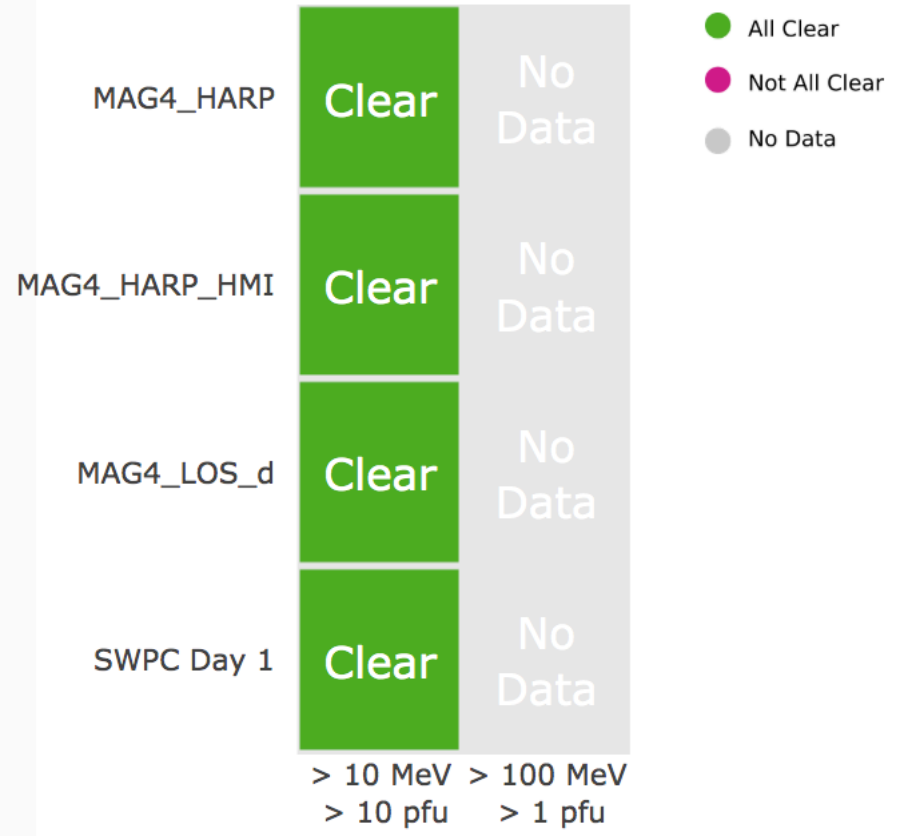 MAG4_HARP
Clear
No
Data
MAG4_HARP_HMI
Clear
No
Data
MAG4_LOS_d
Clear
No
Data
SWPC Day 1
Clear
No
Data
> 10 MeV
> 10 pfu
> 100 MeV
> 1 pfu
All Clear
Not All Clear
No Data